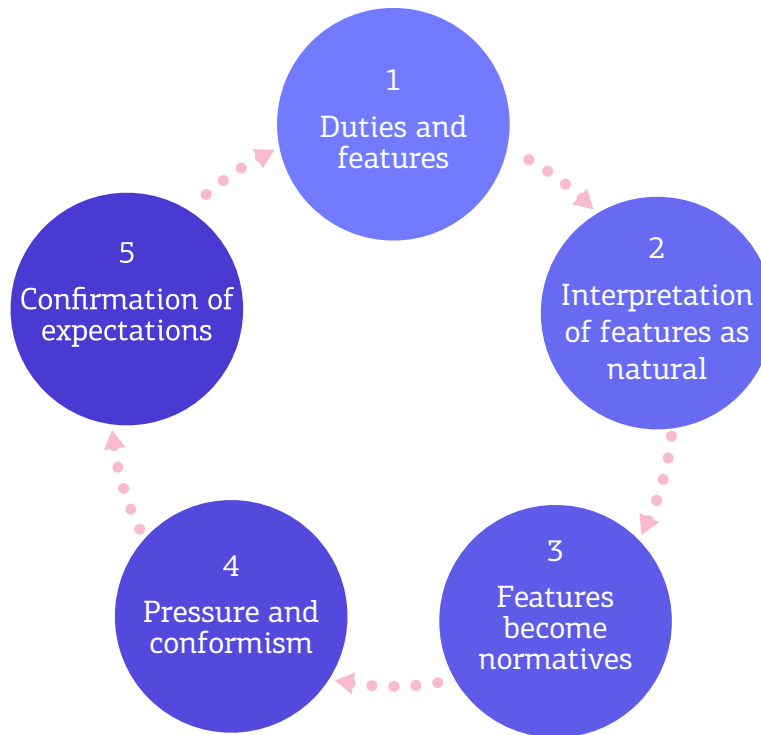 1
Duties and
features
2
Interpretation
of features as
natural
3
Features
become
normatives
4
Pressure and
conformism
5
Confirmation of
expectations